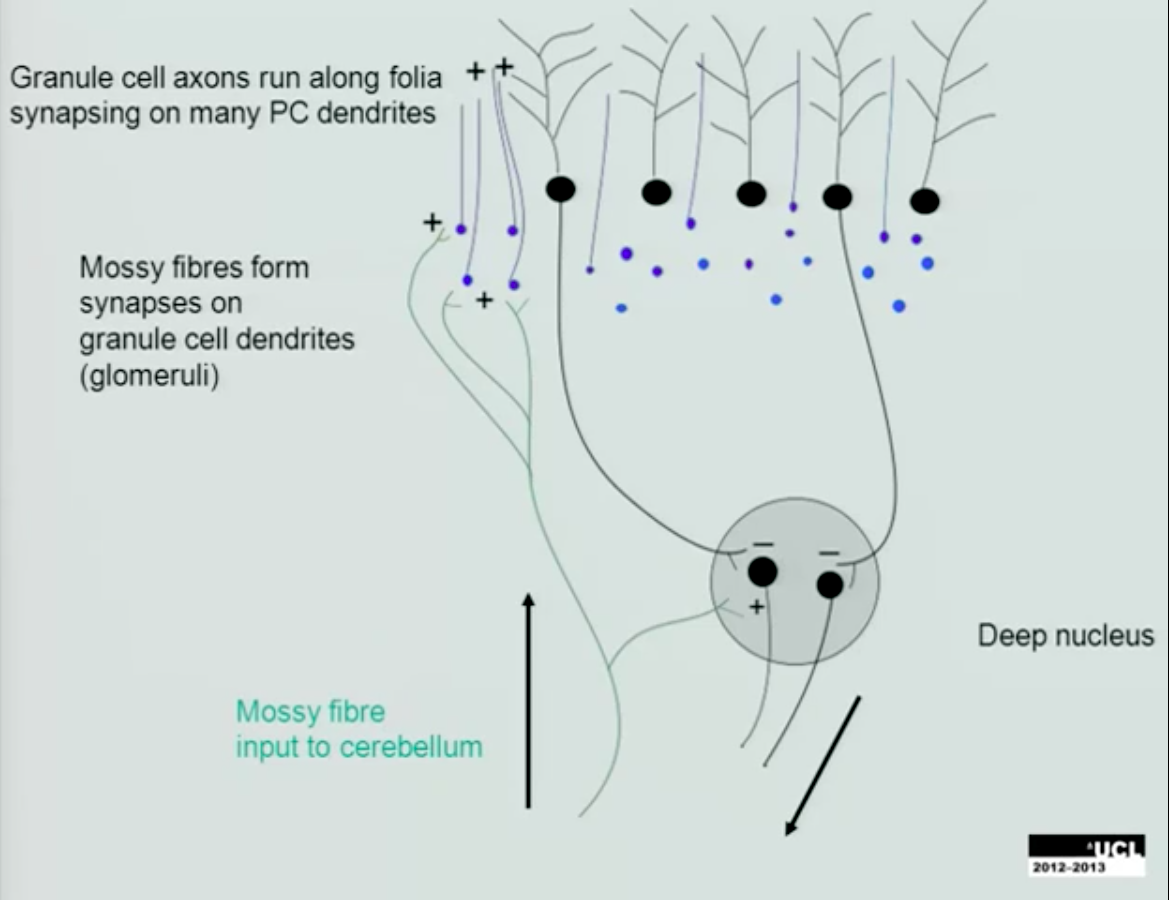 Granule cell axons run along folia
synapsing on many PC dendrites
+ +
+
Mossy fibres form
synapses on
granule cell dendrites
(glomeruli)
+
− −
+
Deep nucleus
Mossy fibre
input to cerebellum
UCL
2012–2013